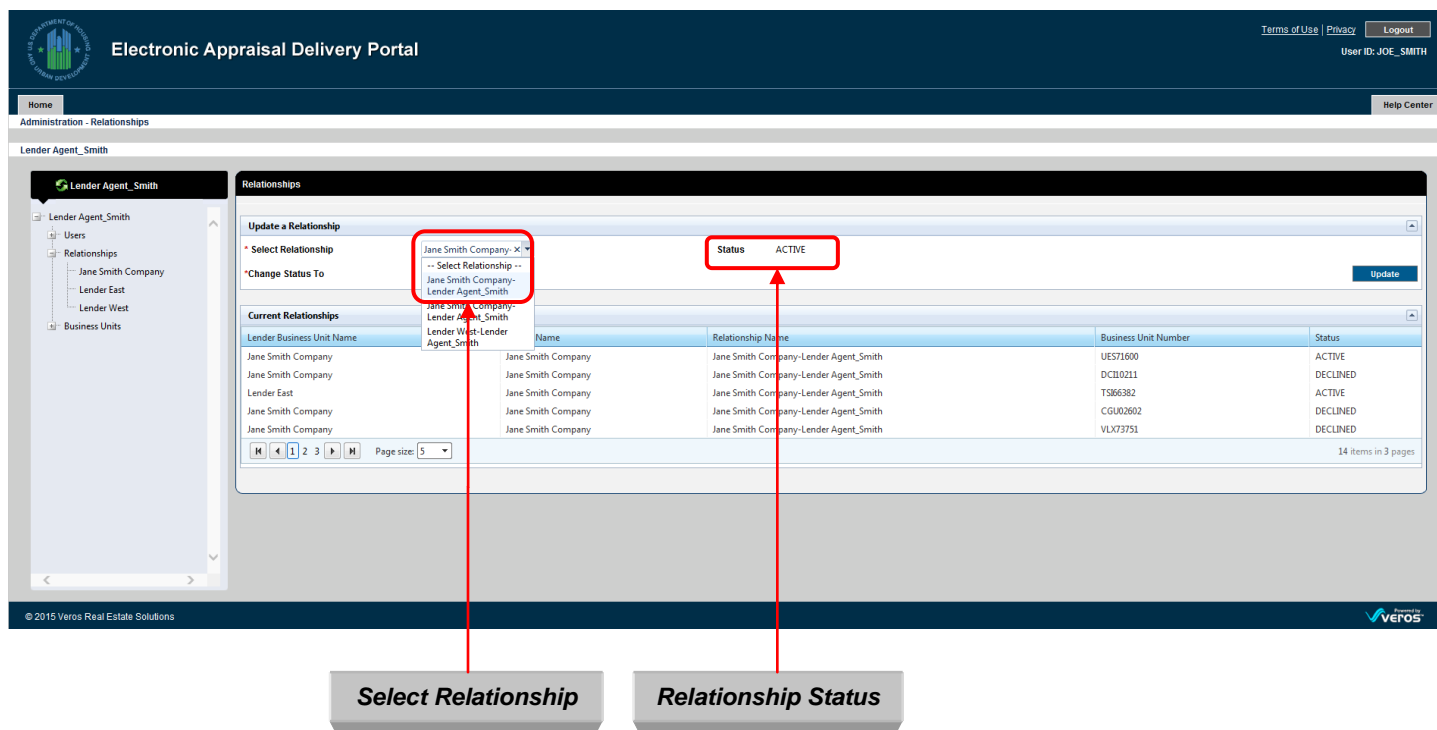 U.S. DEPARTMENT OF HOUSING AND URBAN DEVELOPMENT
Electronic Appraisal Delivery Portal
Terms of Use | Privacy Logout
User ID: JOE_SMITH
Home Help Center
Administration - Relationships
Lender Agent_Smith
Lender Agent_Smith
Lender Agent_Smith
Users
Relationships
Jane Smith Company
Lender East
Lender West
Business Units
Relationships
Update a Relationship
* Select Relationship Jane Smith Company- Status ACTIVE
-- Select Relationship --
Jane Smith Company-
Lender Agent_Smith
Jane Smith Company-
Lender Agent_Smith
Lender West-Lender
Agent_Smith
*Change Status To Update
Current Relationships
Lender Business Unit Name Name Relationship Name Business Unit Number Status
Jane Smith Company Jane Smith Company Jane Smith Company-Lender Agent_Smith UES71600 ACTIVE
Jane Smith Company Jane Smith Company Jane Smith Company-Lender Agent_Smith DCI10211 DECLINED
Lender East Jane Smith Company Jane Smith Company-Lender Agent_Smith TSI66382 ACTIVE
Jane Smith Company Jane Smith Company Jane Smith Company-Lender Agent_Smith CGU02602 DECLINED
Jane Smith Company Jane Smith Company Jane Smith Company-Lender Agent_Smith VLX73751 DECLINED
1 2 3 Page size: 5 14 items in 3 pages
© 2015 Veros Real Estate Solutions
Powered by
veros
Select Relationship Relationship Status